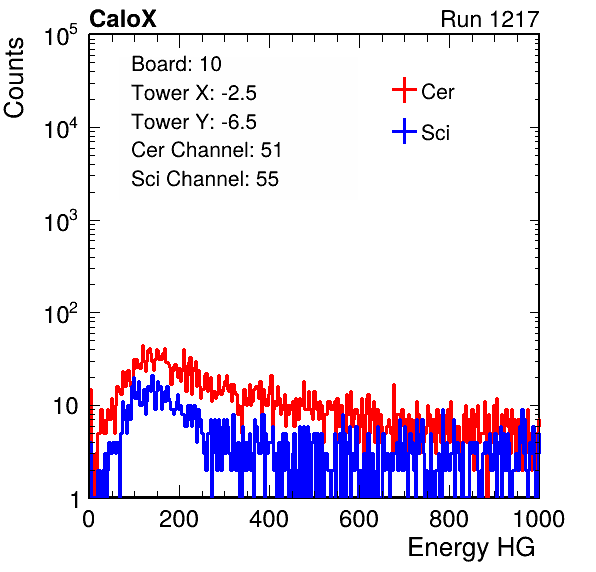 CaloX Run 1217
Counts
10^5
10^4
10^3
10^2
10
1
Board: 10
Tower X: -2.5
Tower Y: -6.5
Cer Channel: 51
Sci Channel: 55
Cer
Sci
0 200 400 600 800 1000
Energy HG